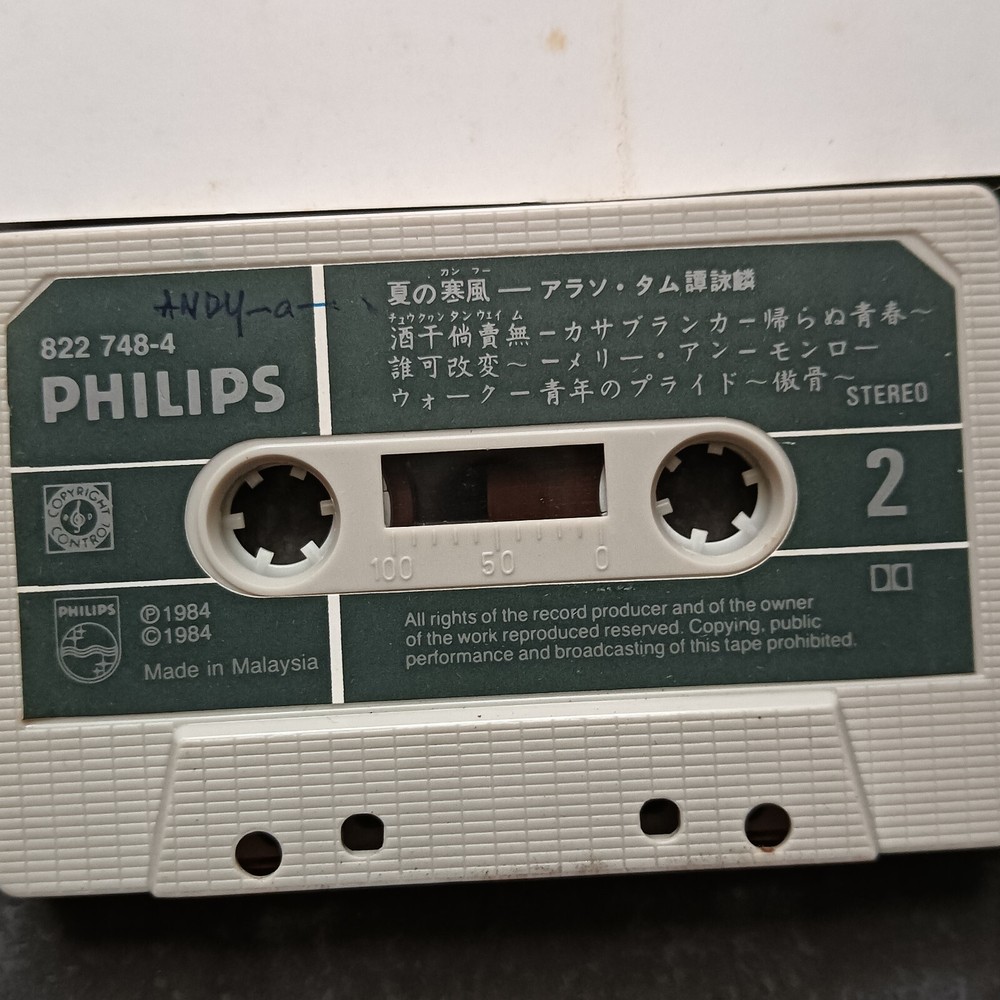 ANDY-a-
822 748-4
PHILIPS
カン フー
夏の寒風 — アラソ・タム譚詠麟
チュウクヮンタンウェイム
酒干倘賣無-カサブランカ-帰らぬ青春~
誰可改変~-メリー・アン-モンロー
ウォーク-青年のプライド~傲骨~
STEREO
COPYRIGHT CONTROL
2
100 50 0
PHILIPS
℗1984
©1984
Made in Malaysia
All rights of the record producer and of the owner
of the work reproduced reserved. Copying, public
performance and broadcasting of this tape prohibited.